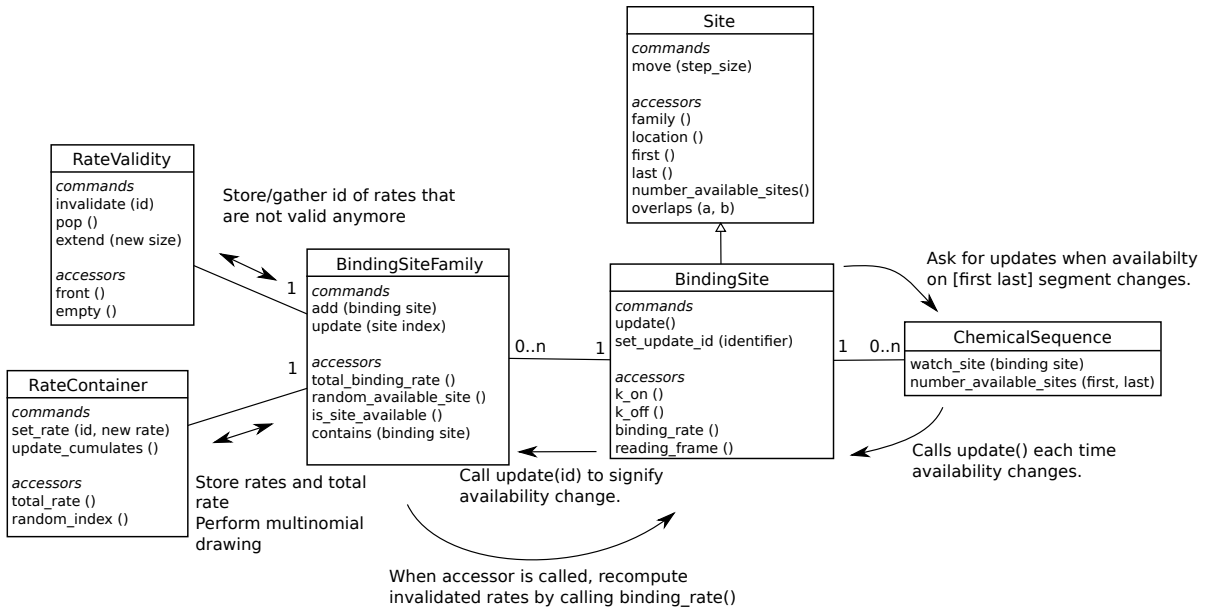 Site
commands
move (step_size)
accessors
family ()
location ()
first ()
last ()
number_available_sites()
overlaps (a, b)
RateValidity
commands
invalidate (id)
pop ()
extend (new size)
accessors
front ()
empty ()
Store/gather id of rates that
are not valid anymore
1
BindingSiteFamily
commands
add (binding site)
update (site index)
accessors
total_binding_rate ()
random_available_site ()
is_site_available ()
contains (binding site)
0..n
1
BindingSite
commands
update()
set_update_id (identifier)
accessors
k_on ()
k_off ()
binding_rate ()
reading_frame ()
Ask for updates when availabilty
on [first last] segment changes.
1
0..n
ChemicalSequence
watch_site (binding site)
number_available_sites (first, last)
Calls update() each time
availability changes.
1
RateContainer
commands
set_rate (id, new rate)
update_cumulates ()
accessors
total_rate ()
random_index ()
Store rates and total
rate
Perform multinomial
drawing
Call update(id) to signify
availability change.
When accessor is called, recompute
invalidated rates by calling binding_rate()